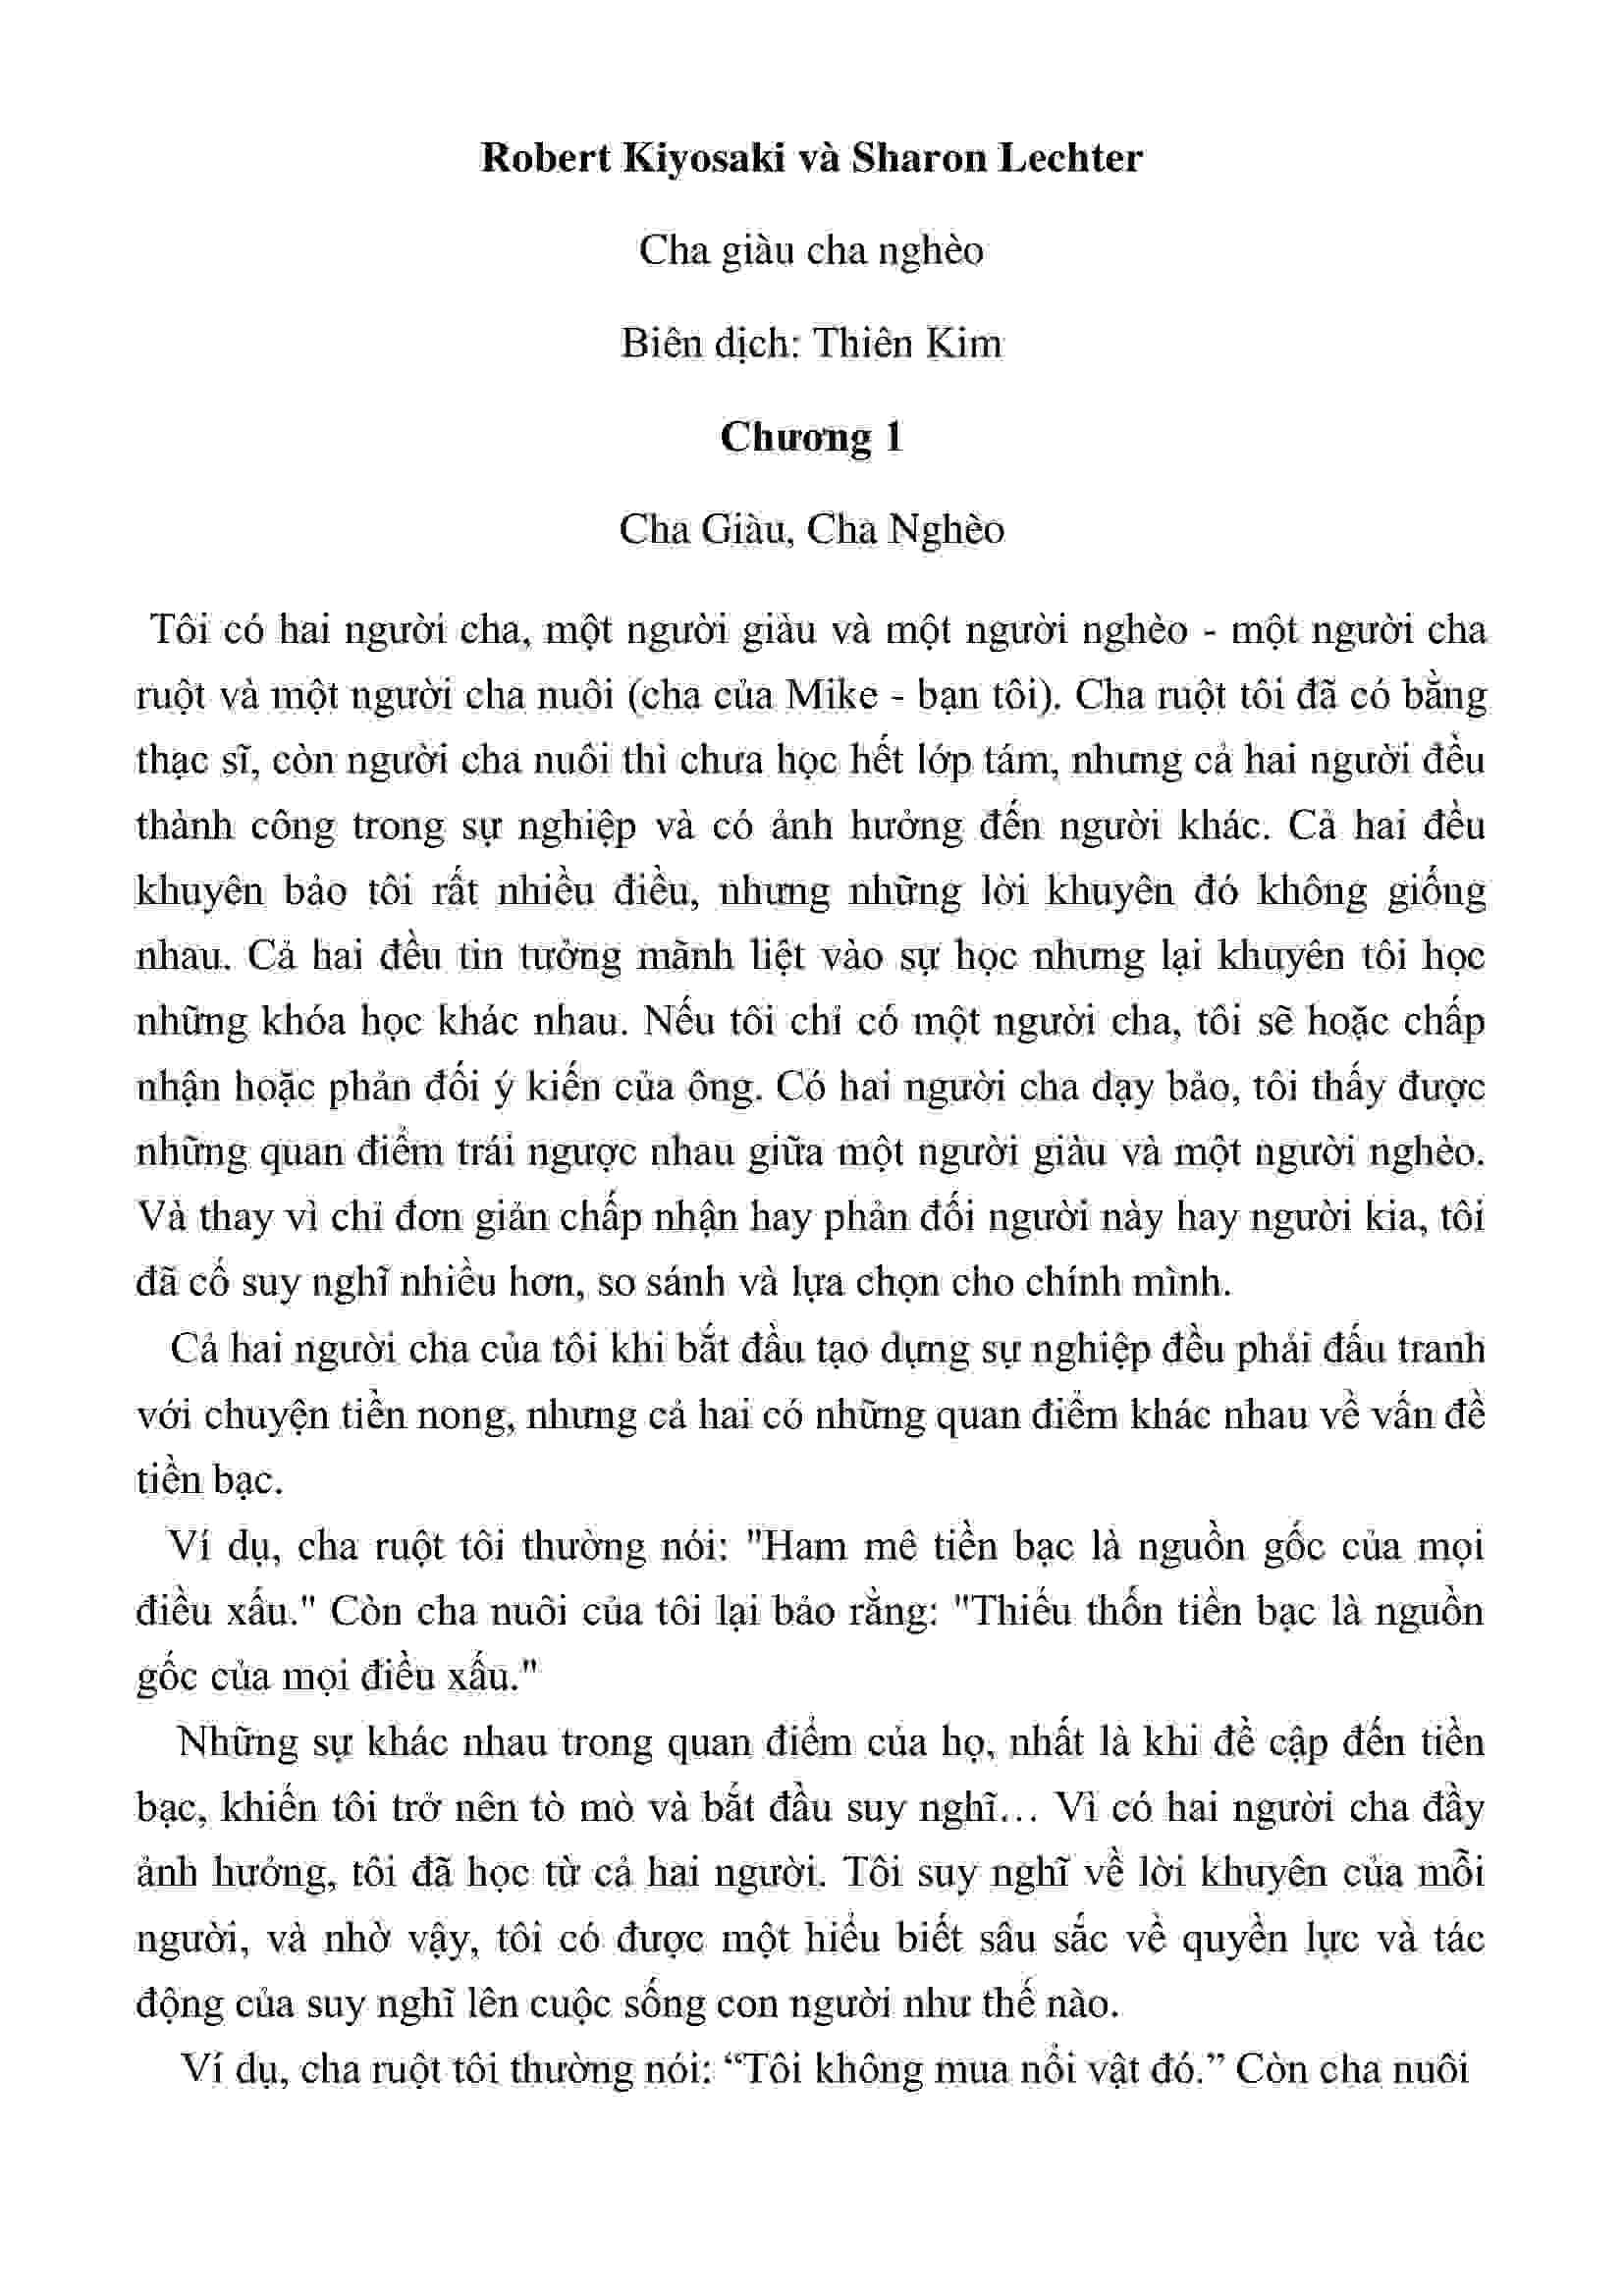 Robert Kiyosaki và Sharon Lechter
Cha giàu cha nghèo
Biên dịch: Thiên Kim
Chương 1
Cha Giàu, Cha Nghèo
Tôi có hai người cha, một người giàu và một người nghèo - một người cha
ruột và một người cha nuôi (cha của Mike - bạn tôi). Cha ruột tôi đã có bằng
thạc sĩ, còn người cha nuôi thì chưa học hết lớp tám, nhưng cả hai người đều
thành công trong sự nghiệp và có ảnh hưởng đến người khác. Cả hai đều
khuyên bảo tôi rất nhiều điều, nhưng những lời khuyên đó không giống
nhau. Cả hai đều tin tưởng mãnh liệt vào sự học nhưng lại khuyên tôi học
những khóa học khác nhau. Nếu tôi chỉ có một người cha, tôi sẽ hoặc chấp
nhận hoặc phản đối ý kiến của ông. Có hai người cha dạy bảo, tôi thấy được
những quan điểm trái ngược nhau giữa một người giàu và một người nghèo.
Và thay vì chỉ đơn giản chấp nhận hay phản đối người này hay người kia, tôi
đã cố suy nghĩ nhiều hơn, so sánh và lựa chọn cho chính mình.
Cả hai người cha của tôi khi bắt đầu tạo dựng sự nghiệp đều phải đấu tranh
với chuyện tiền nong, nhưng cả hai có những quan điểm khác nhau về vấn đề
tiền bạc.
Ví dụ, cha ruột tôi thường nói: "Ham mê tiền bạc là nguồn gốc của mọi
điều xấu." Còn cha nuôi của tôi lại bảo rằng: "Thiếu thốn tiền bạc là nguồn
gốc của mọi điều xấu."
Những sự khác nhau trong quan điểm của họ, nhất là khi đề cập đến tiền
bạc, khiến tôi trở nên tò mò và bắt đầu suy nghĩ… Vì có hai người cha đầy
ảnh hưởng, tôi đã học từ cả hai người. Tôi suy nghĩ về lời khuyên của mỗi
người, và nhờ vậy, tôi có được một hiểu biết sâu sắc về quyền lực và tác
động của suy nghĩ lên cuộc sống con người như thế nào.
Ví dụ, cha ruột tôi thường nói: “Tôi không mua nổi vật đó.” Còn cha nuôi